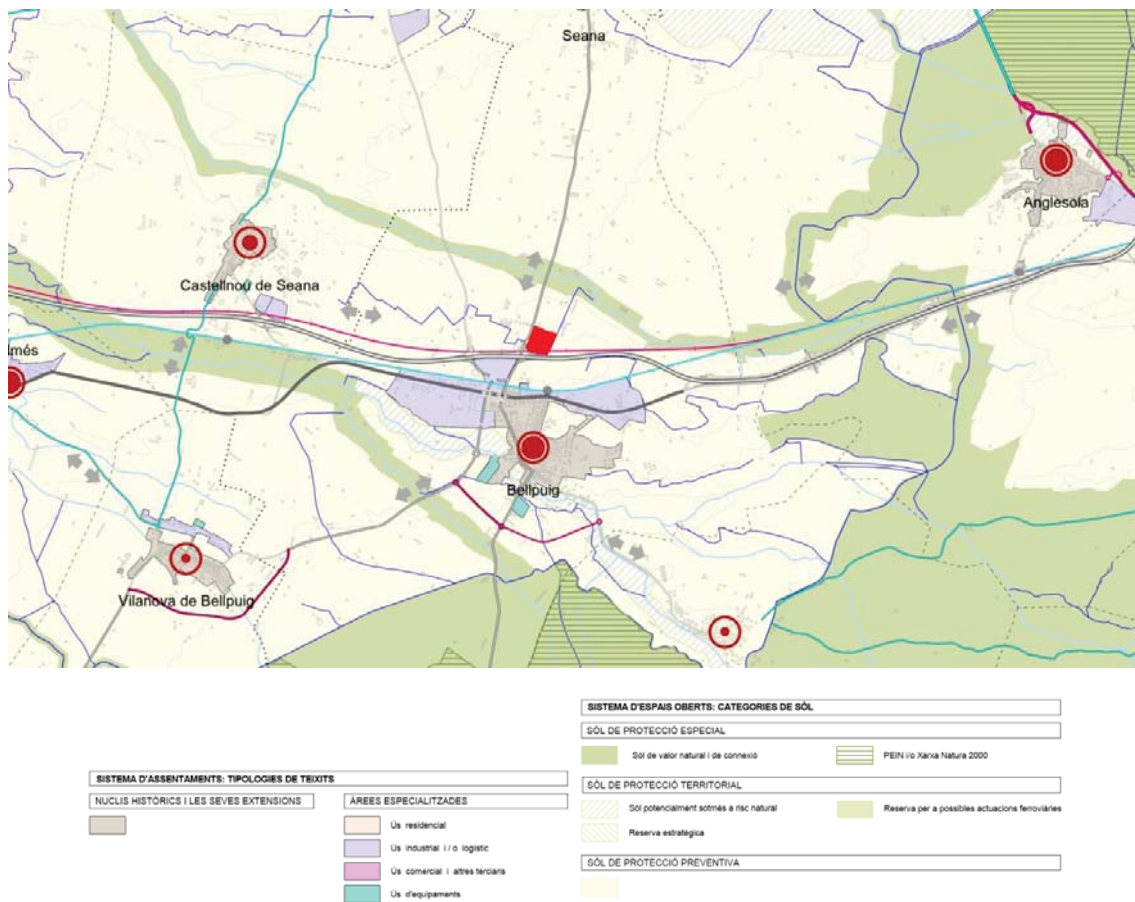 Seana
Anglesola
Castellnou de Seana
lmés
Bellpuig
Vilanova de Bellpuig
SISTEMA D'ESPAIS OBERTS: CATEGORIES DE SÒL
SÒL DE PROTECCIÓ ESPECIAL
Sòl de valor natural i de connexió
PEIN i/o Xarxa Natura 2000
SISTEMA D'ASSENTAMENTS: TIPOLOGIES DE TEIXITS
SÒL DE PROTECCIÓ TERRITORIAL
NUCLIS HISTÒRICS I LES SEVES EXTENSIONS
ÀREES ESPECIALITZADES
Sòl potencialment sotmès a risc natural
Reserva per a possibles actuacions ferroviàries
Ús residencial
Reserva estratègica
Ús industrial i / o logístic
Ús comercial i altres terciaris
SÒL DE PROTECCIÓ PREVENTIVA
Ús d'equipaments